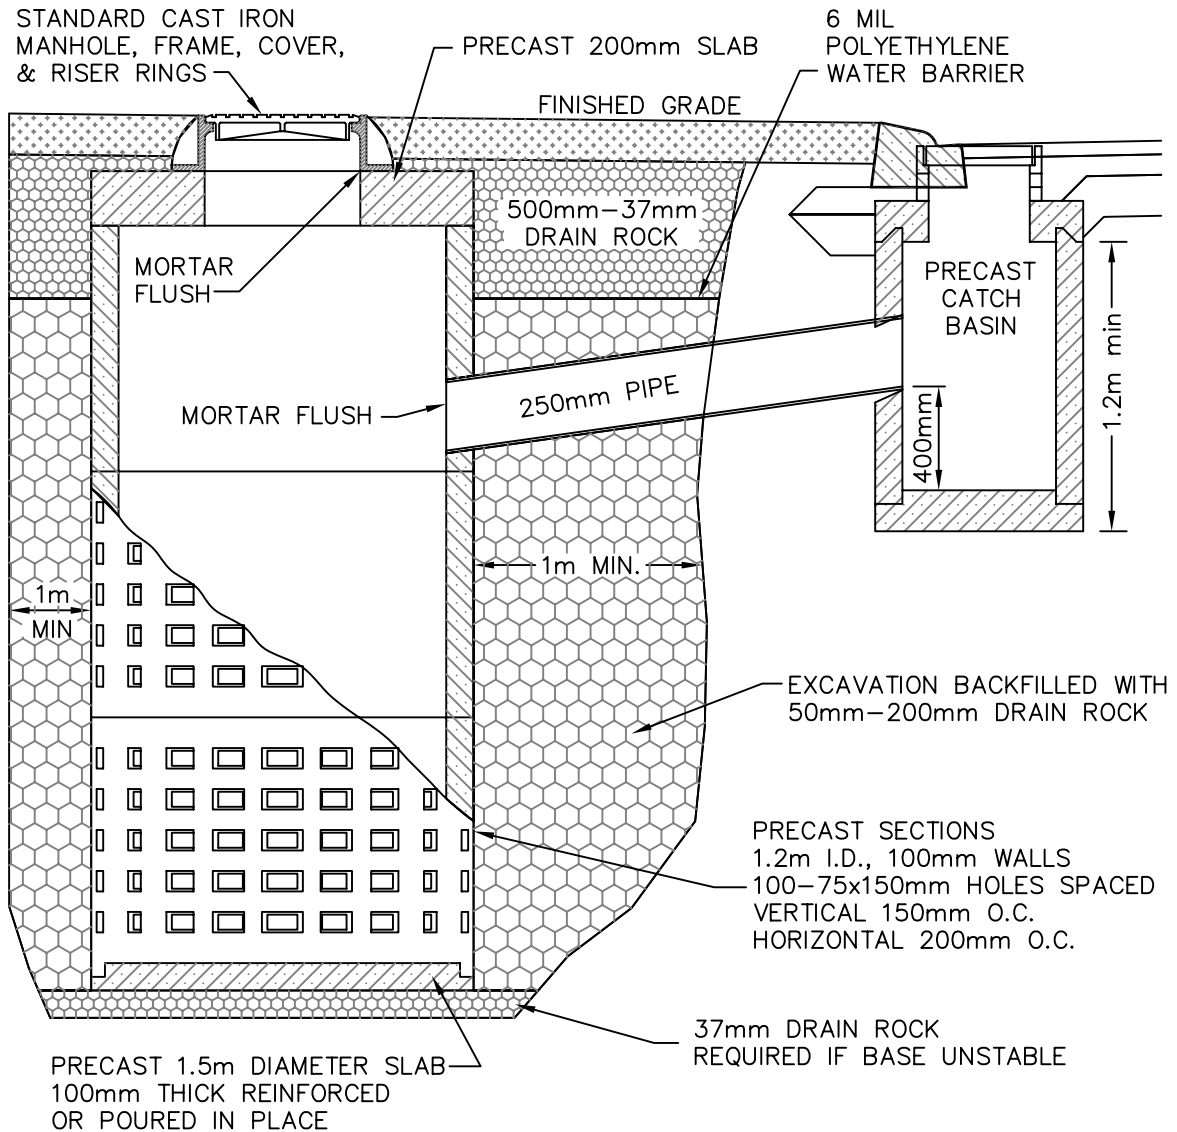 STANDARD CAST IRON
MANHOLE, FRAME, COVER,
& RISER RINGS
PRECAST 200mm SLAB
6 MIL
POLYETHYLENE
WATER BARRIER
FINISHED GRADE
500mm-37mm
DRAIN ROCK
MORTAR
FLUSH
PRECAST
CATCH
BASIN
1.2m min
MORTAR FLUSH
250mm PIPE
400mm
1m
MIN
1m MIN.
EXCAVATION BACKFILLED WITH
50mm-200mm DRAIN ROCK
PRECAST SECTIONS
1.2m I.D., 100mm WALLS
100-75x150mm HOLES SPACED
VERTICAL 150mm O.C.
HORIZONTAL 200mm O.C.
37mm DRAIN ROCK
REQUIRED IF BASE UNSTABLE
PRECAST 1.5m DIAMETER SLAB
100mm THICK REINFORCED
OR POURED IN PLACE